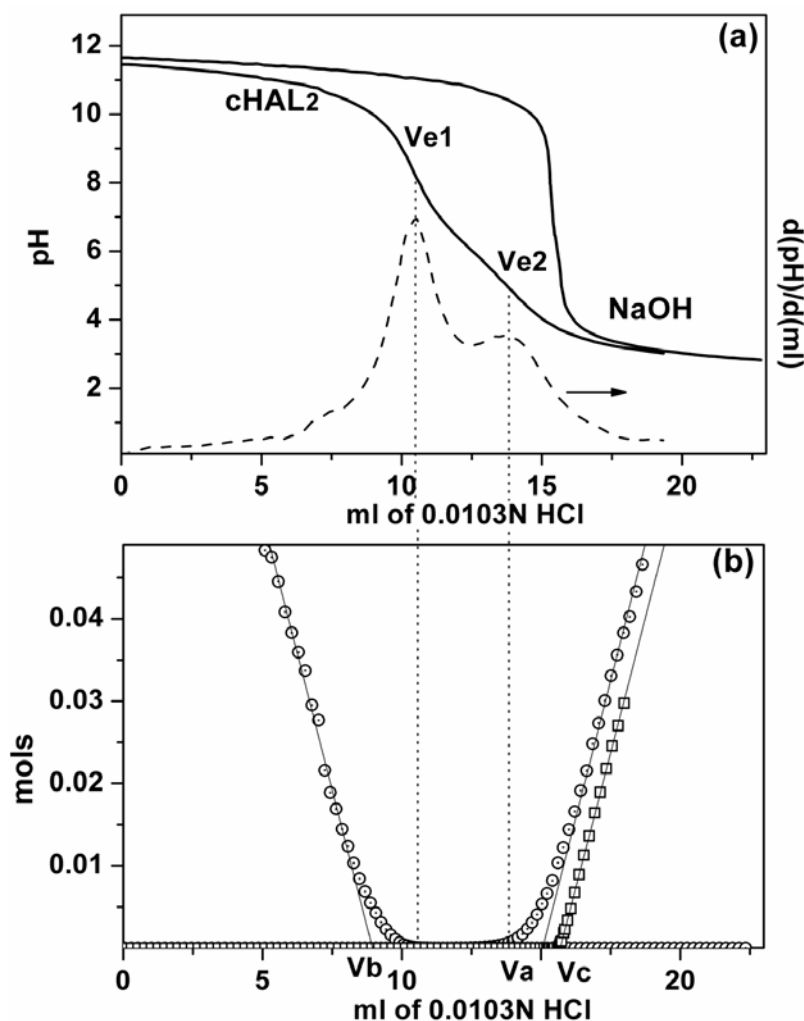 (a)
12
10
8
6
4
2
pH
cHAL2
Ve1
Ve2
NaOH
d(pH)/d(ml)
0
5
10
15
20
ml of 0.0103N HCl
(b)
0.04
0.03
0.02
0.01
mols
Vb
Va
Vc
0
5
10
15
20
ml of 0.0103N HCl